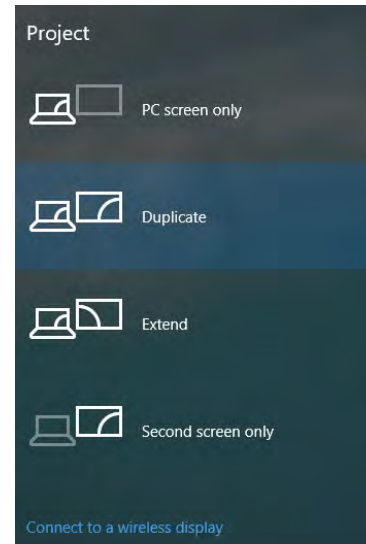 Project
PC screen only
Duplicate
Extend
Second screen only
Connect to a wireless display